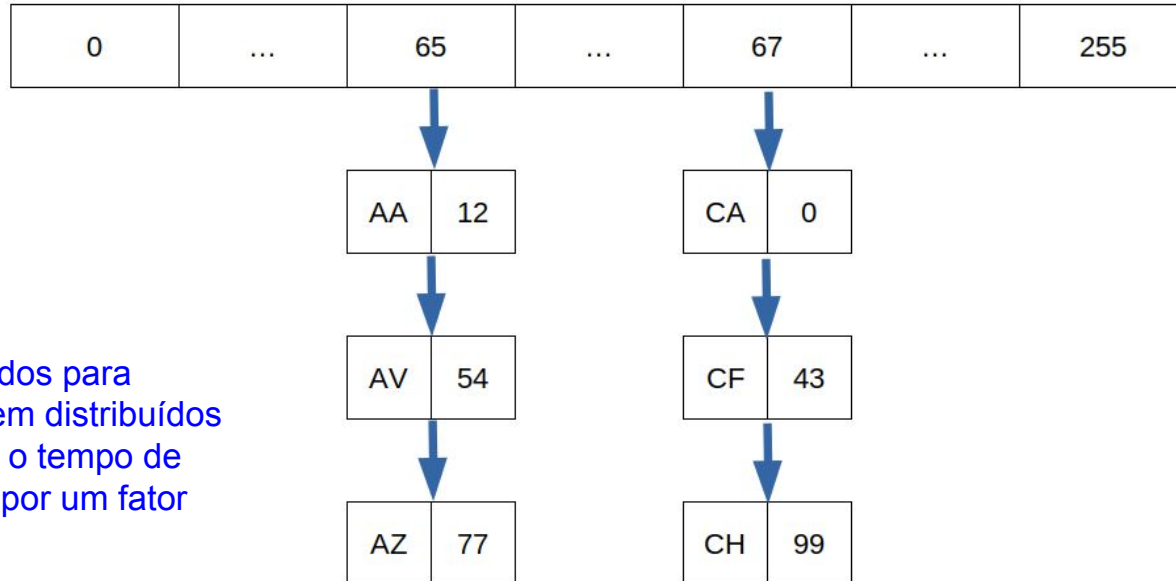 0 … 65 … 67 … 255
AA 12 CA 0
AV 54 CF 43
dos para
em distribuídos
o tempo de
por um fator
AZ 77 CH 99